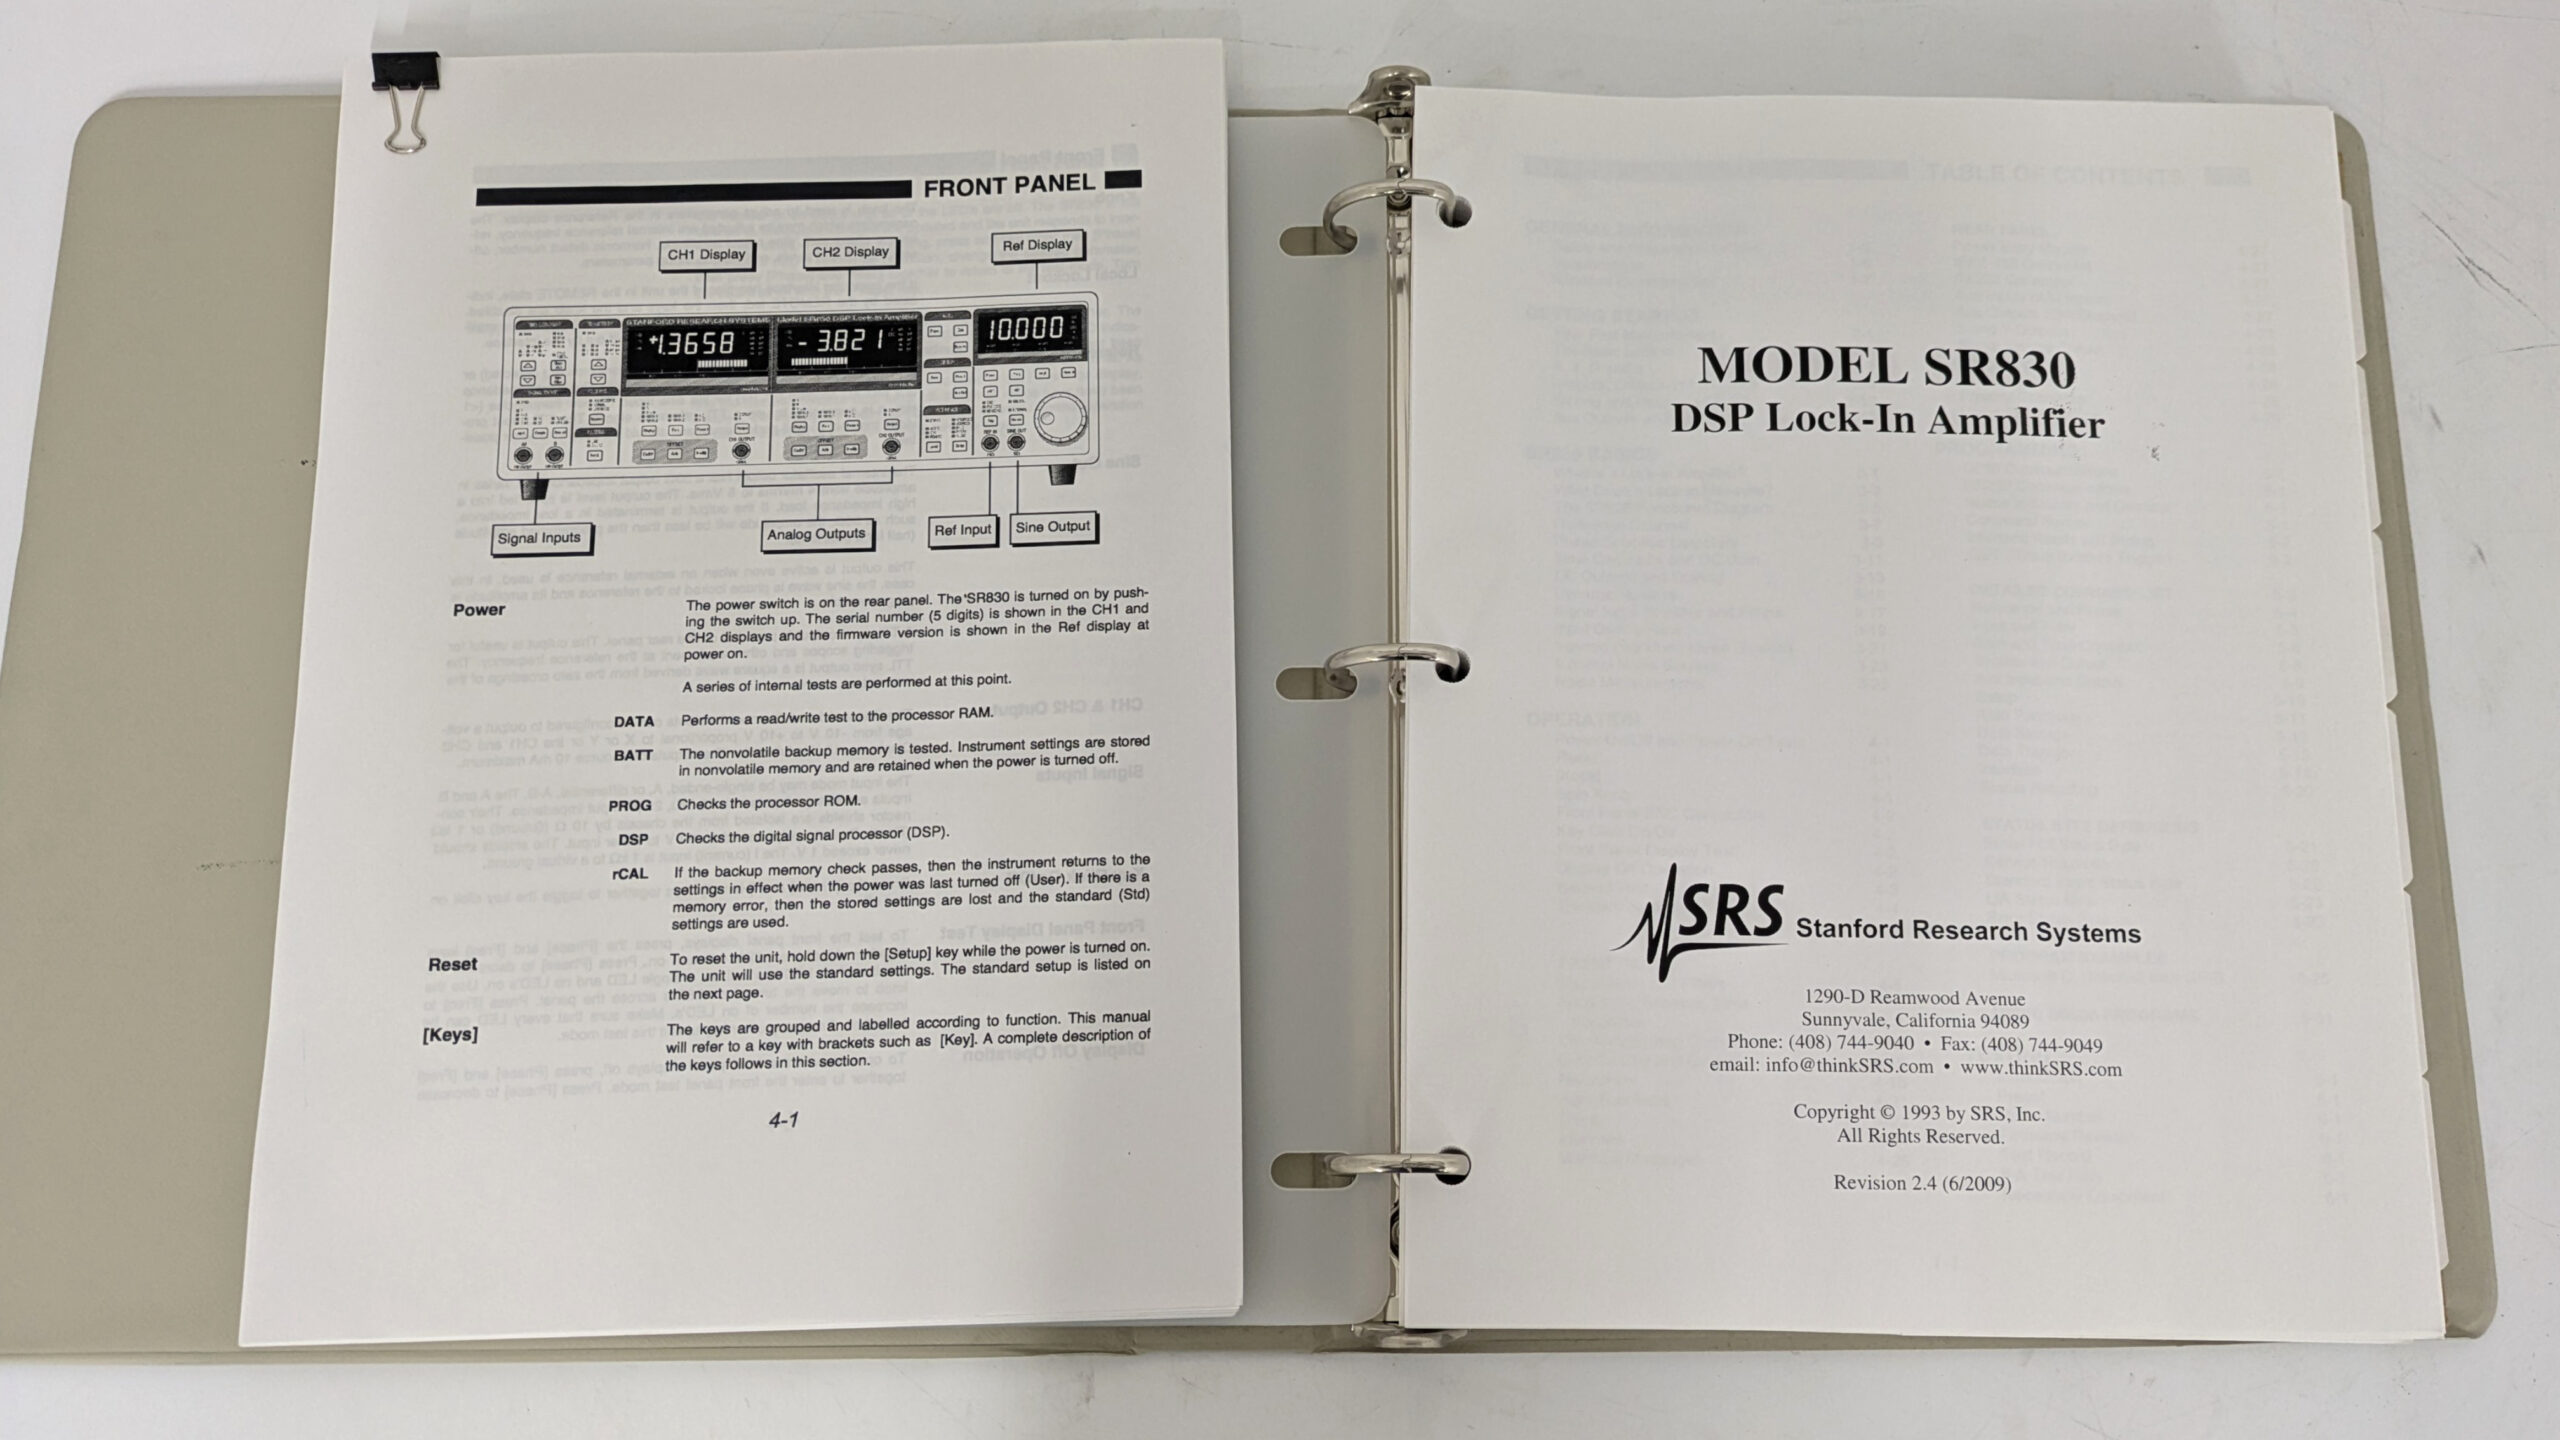 FRONT PANEL
CH1 Display
CH2 Display
Ref Display
STANFORD RESEARCH SYSTEMS Model SR830 DSP Lock-In Amplifier
+1.3658
- 3.821
10.000
Signal Inputs
Analog Outputs
Ref Input
Sine Output
Power
The power switch is on the rear panel. The SR830 is turned on by push-
ing the switch up. The serial number (5 digits) is shown in the CH1 and
CH2 displays and the firmware version is shown in the Ref display at
power on.
A series of internal tests are performed at this point.
DATA Performs a read/write test to the processor RAM.
BATT The nonvolatile backup memory is tested. Instrument settings are stored
in nonvolatile memory and are retained when the power is turned off.
PROG Checks the processor ROM.
DSP Checks the digital signal processor (DSP).
rCAL If the backup memory check passes, then the instrument returns to the
settings in effect when the power was last turned off (User). If there is a
memory error, then the stored settings are lost and the standard (Std)
settings are used.
Reset To reset the unit, hold down the [Setup] key while the power is turned on.
The unit will use the standard settings. The standard setup is listed on
the next page.
[Keys] The keys are grouped and labelled according to function. This manual
will refer to a key with brackets such as [Key]. A complete description of
the keys follows in this section.
4-1
MODEL SR830
DSP Lock-In Amplifier
SRS Stanford Research Systems
1290-D Reamwood Avenue
Sunnyvale, California 94089
Phone: (408) 744-9040 • Fax: (408) 744-9049
email: info@thinkSRS.com • www.thinkSRS.com
Copyright © 1993 by SRS, Inc.
All Rights Reserved.
Revision 2.4 (6/2009)